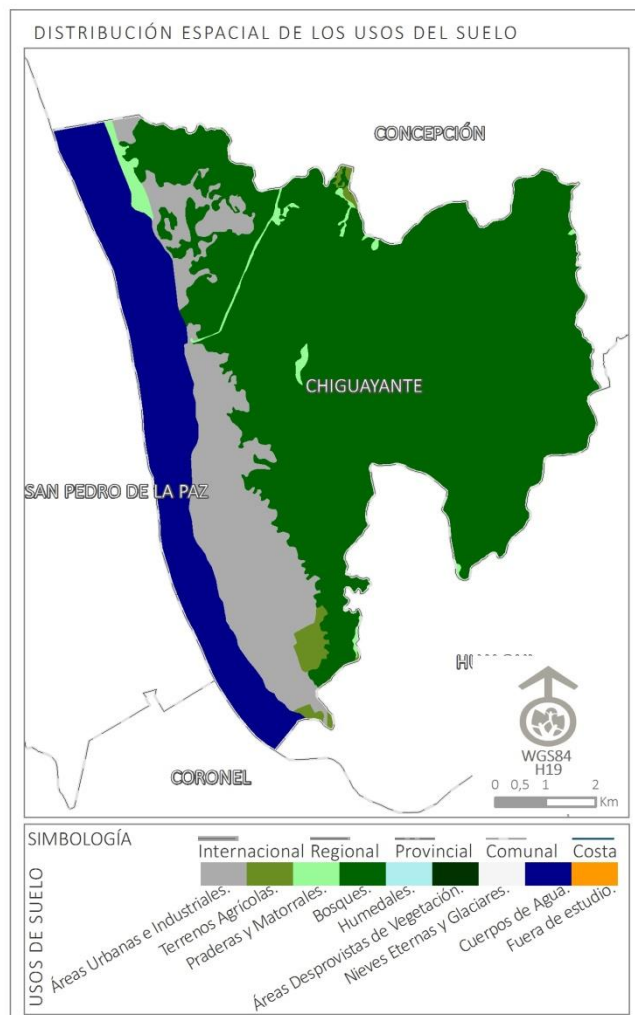 DISTRIBUCIÓN ESPACIAL DE LOS USOS DEL SUELO
CONCEPCIÓN
CHIGUAYANTE
SAN PEDRO DE LA PAZ
CORONEL
WGS84
H19
0 0,5 1 2
Km
SIMBOLOGÍA
Internacional Regional Provincial Comunal Costa
USOS DE SUELO
Áreas Urbanas e Industriales.
Terrenos Agrícolas.
Praderas y Matorrales.
Bosques.
Humedales.
Áreas Desprovistas de Vegetación.
Nieves Eternas y Glaciares.
Cuerpos de Agua.
Fuera de estudio.